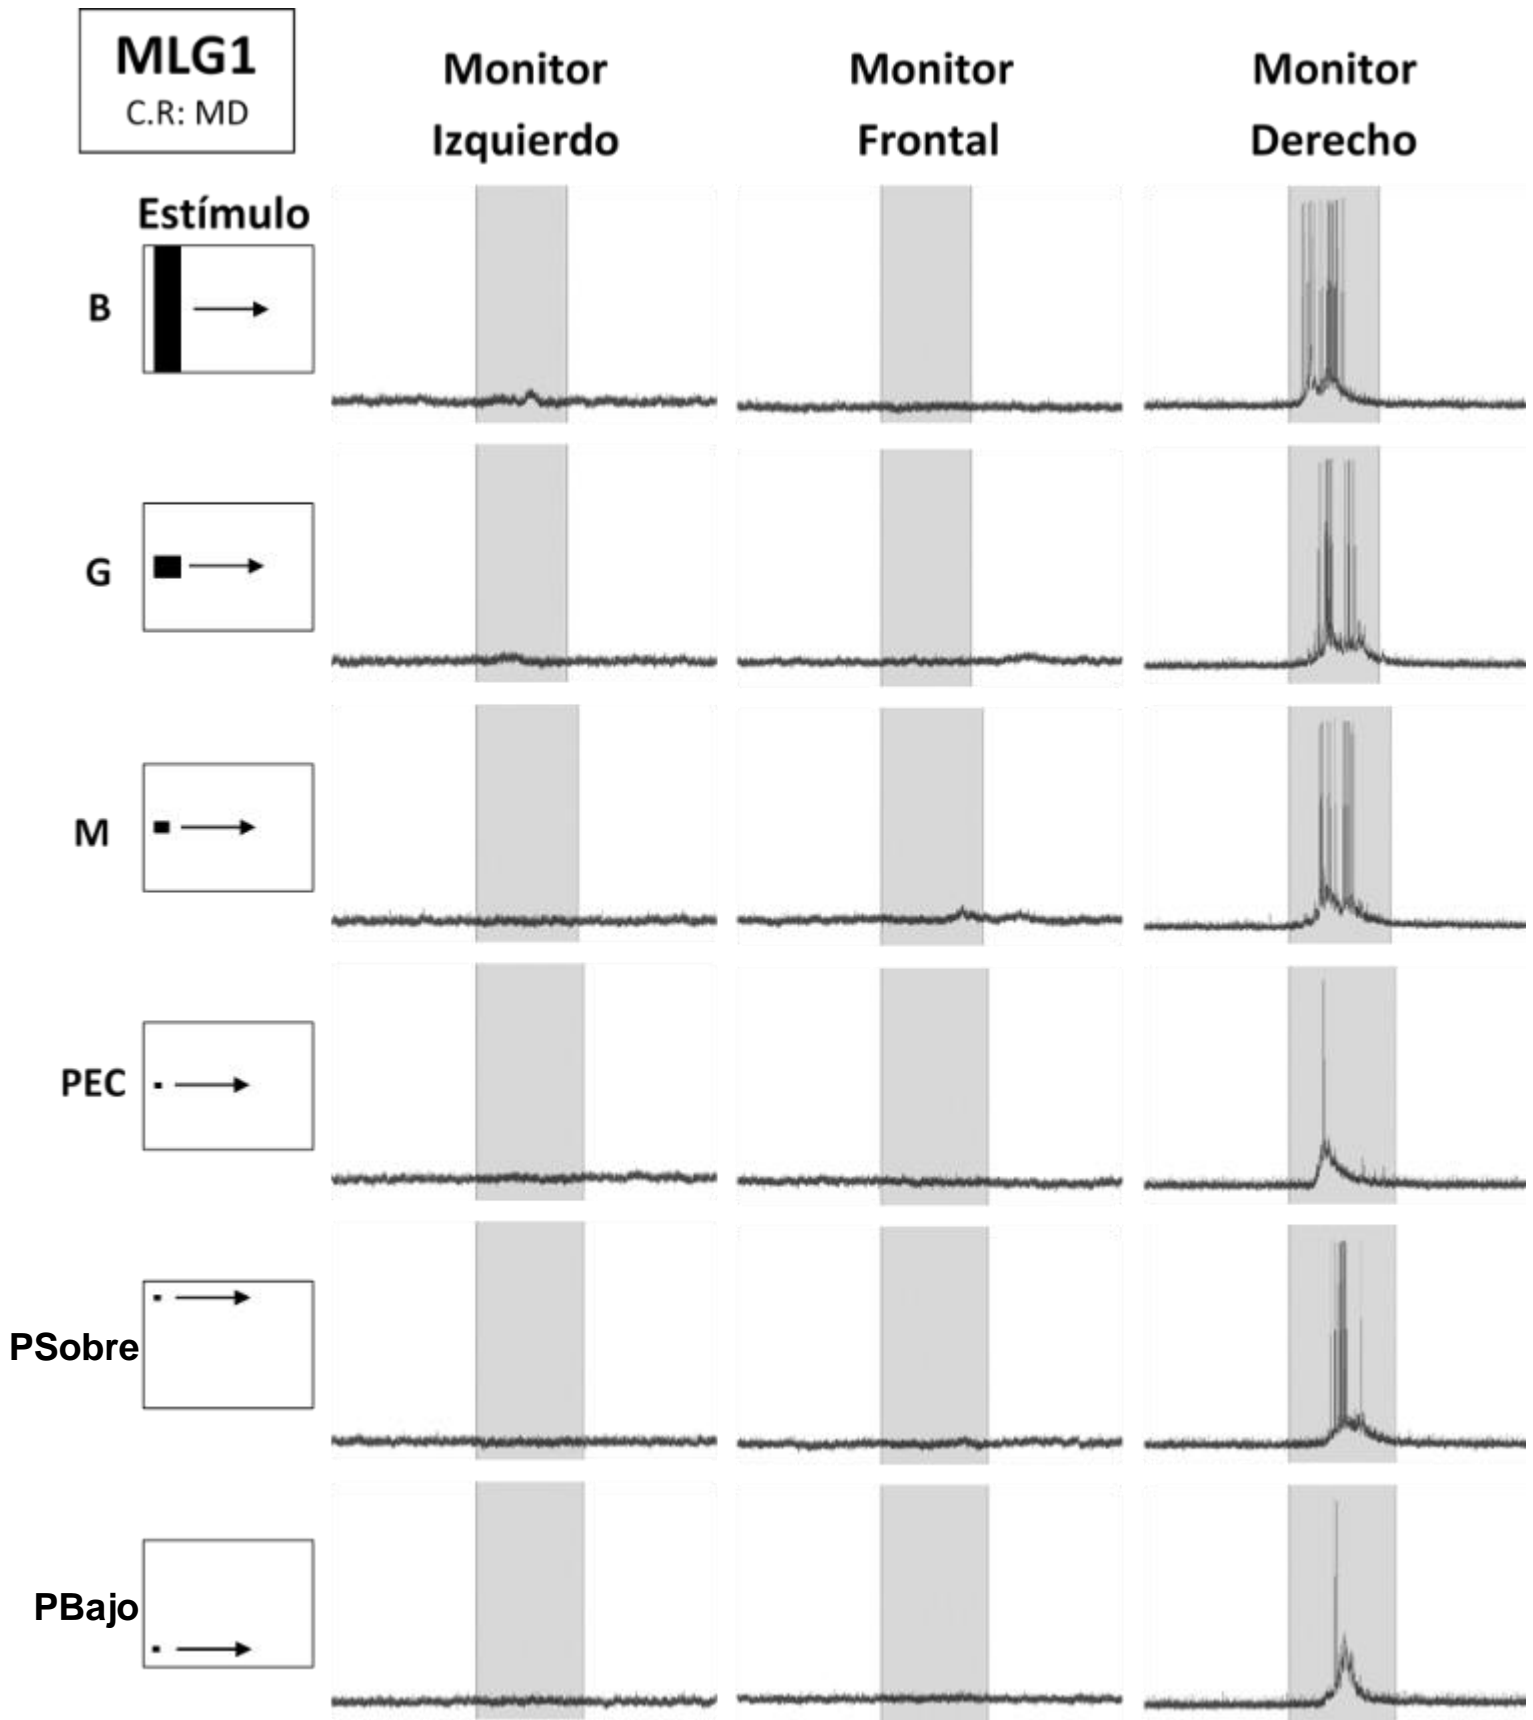 MLG1
C.R: MD
Monitor
Izquierdo
Monitor
Frontal
Monitor
Derecho
Estímulo
B
G
M
PEC
PSobre
PBajo